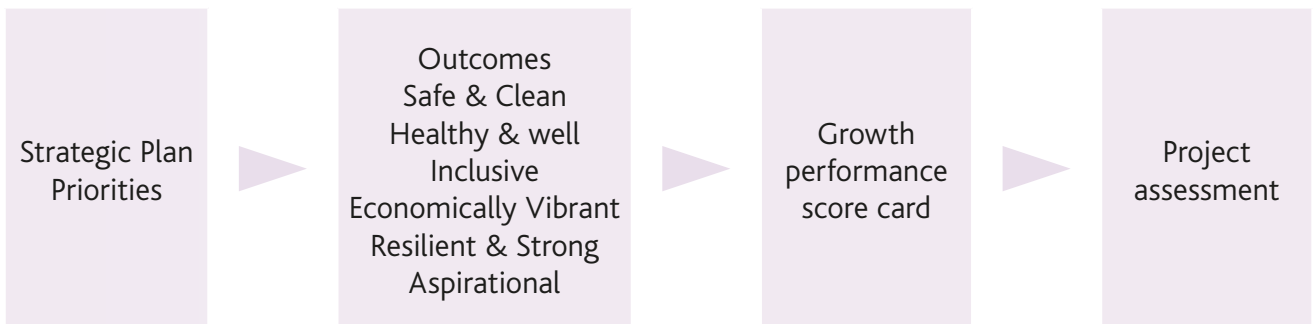 Strategic Plan
Priorities
Outcomes
Safe & Clean
Healthy & well
Inclusive
Economically Vibrant
Resilient & Strong
Aspirational
Growth
performance
score card
Project
assessment